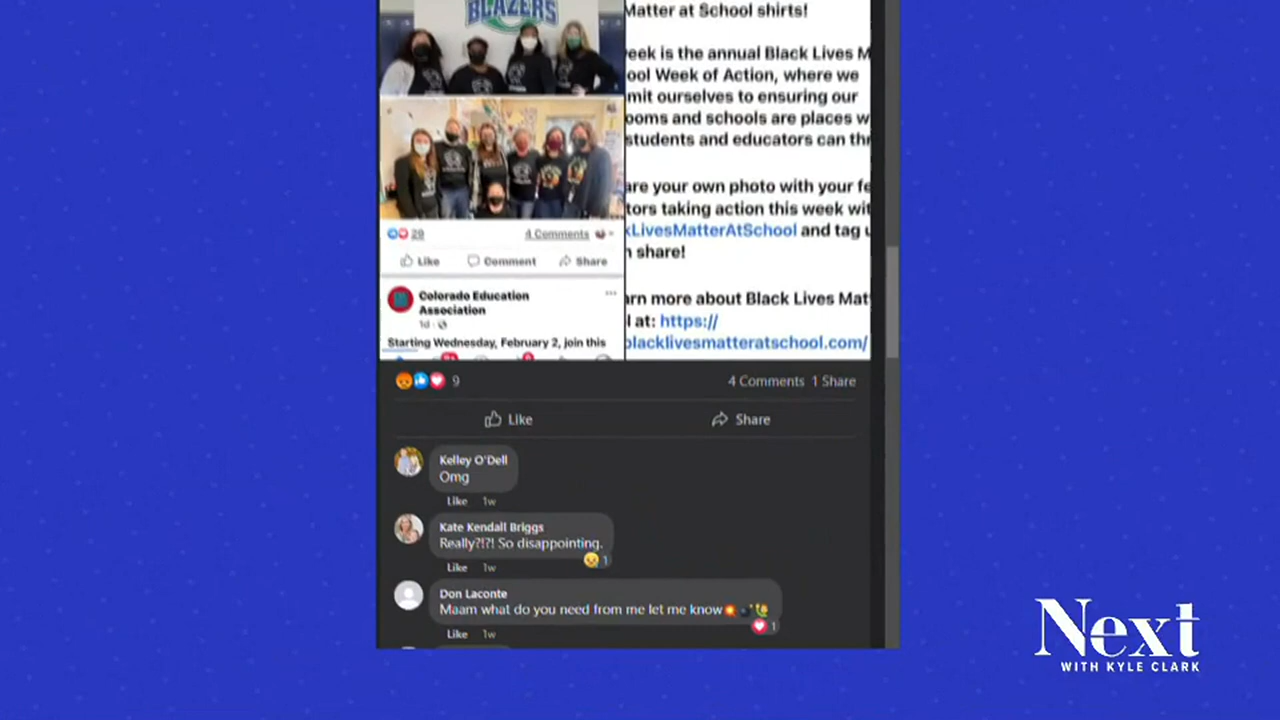 BLAZERS
29
4 Comments
Like
Comment
Share
Colorado Education
Association
1d
Starting Wednesday, February 2, join this
Matter at School shirts!
eek is the annual Black Lives M
ool Week of Action, where we
mit ourselves to ensuring our
ooms and schools are places w
students and educators can thr
are your own photo with your fe
tors taking action this week wit
kLivesMatterAtSchool and tag u
n share!
arn more about Black Lives Mat
l at: https://
blacklivesmatteratschool.com/
9
4 Comments 1 Share
Like
Share
Kelley O'Dell
Omg
Like 1w
Kate Kendall Briggs
Really?!?! So disappointing.
1
Like 1w
Don Laconte
Maam what do you need from me let me know
1
Like 1w
Next
WITH KYLE CLARK